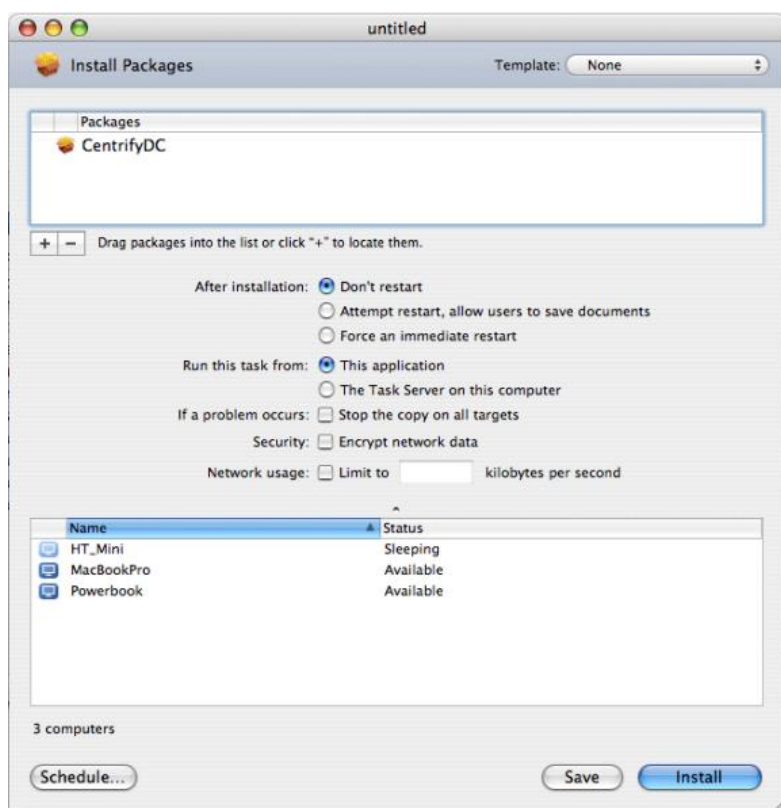 untitled
Install Packages
Template: None
Packages
CentrifyDC
+ − Drag packages into the list or click "+" to locate them.
After installation: Don't restart
Attempt restart, allow users to save documents
Force an immediate restart
Run this task from: This application
The Task Server on this computer
If a problem occurs: Stop the copy on all targets
Security: Encrypt network data
Network usage: Limit to kilobytes per second
Name Status
HT_Mini Sleeping
MacBookPro Available
Powerbook Available
3 computers
Schedule... Save Install